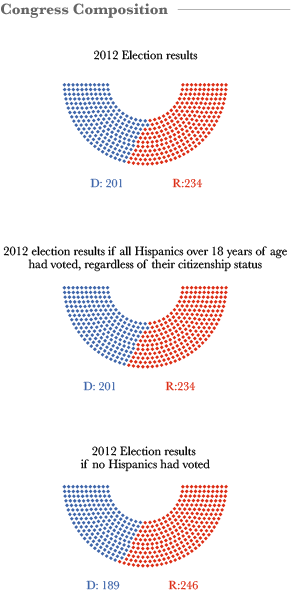 Congress Composition
2012 Election results
D: 201 R:234
2012 election results if all Hispanics over 18 years of age
had voted, regardless of their citizenship status
D: 201 R:234
2012 Election results
if no Hispanics had voted
D: 189 R:246